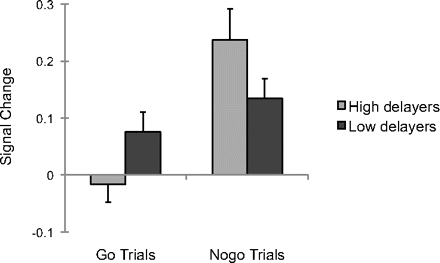 0.3
0.2
0.1
0
-0.1
Signal Change
Go Trials
Nogo Trials
High delayers
Low delayers